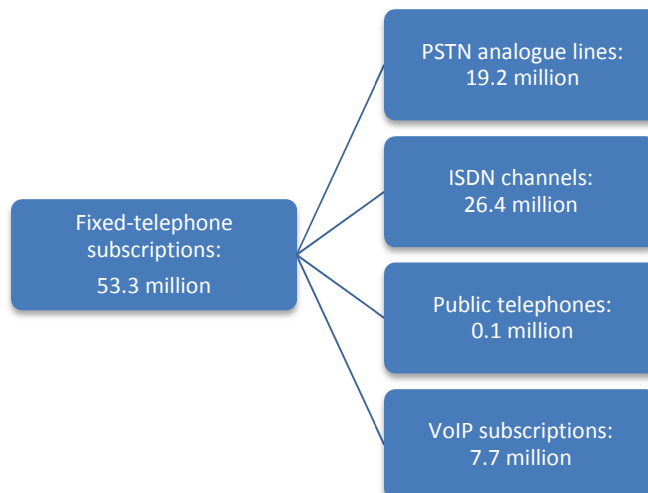 PSTN analogue lines:
19.2 million
ISDN channels:
26.4 million
Fixed-telephone
subscriptions:
53.3 million
Public telephones:
0.1 million
VoIP subscriptions:
7.7 million